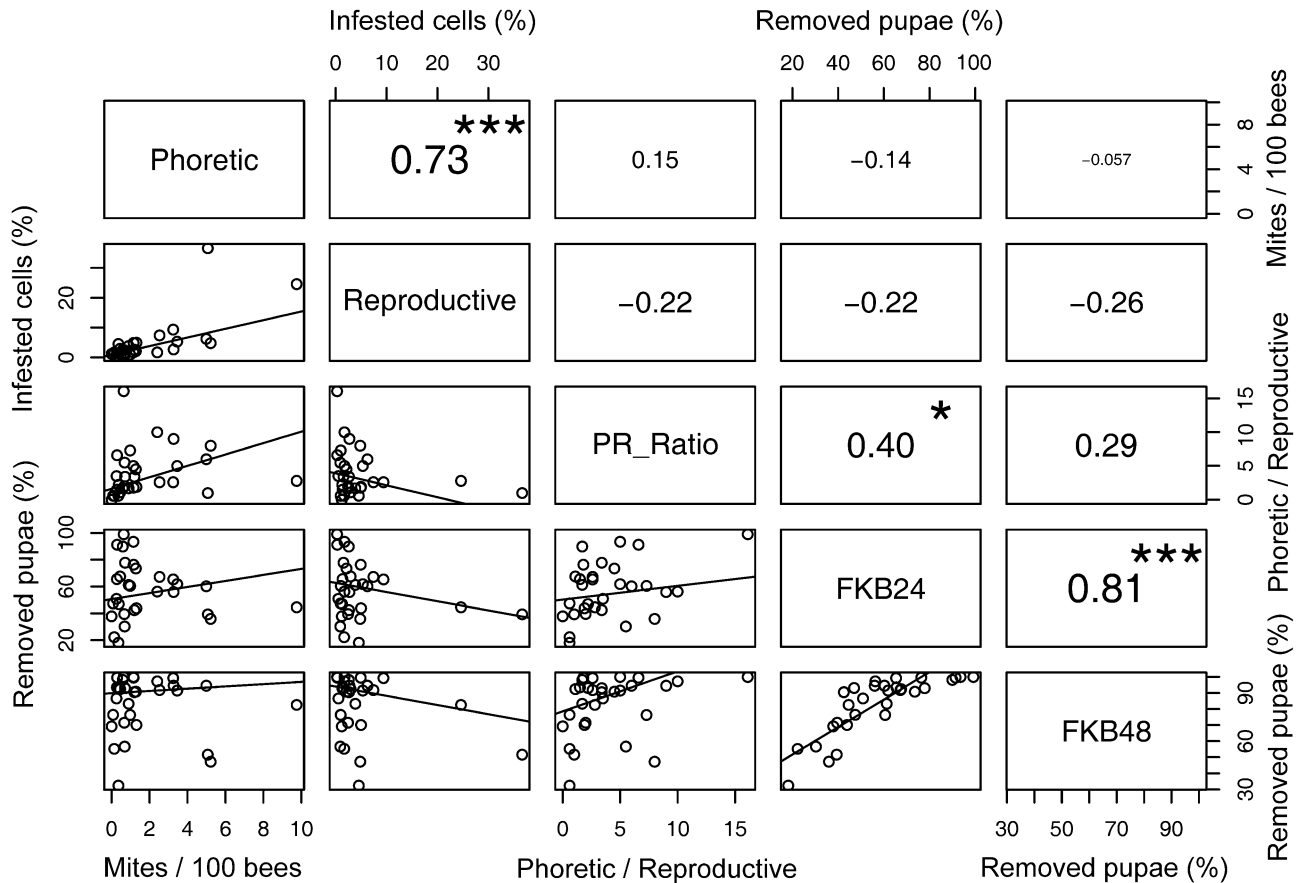 Infested cells (%) Removed pupae (%)
0 10 20 30 20 40 60 80 100
Phoretic 0.73 *** 0.15 −0.14 −0.057
0 4 8
Mites / 100 bees
Infested cells (%)
0 20
Reproductive −0.22 −0.22 −0.26
PR_Ratio 0.40 * 0.29
0 5 10 15
Phoretic / Reproductive
Removed pupae (%)
20 60 100
FKB24 0.81 ***
FKB48
30 60 90
Removed pupae (%)
0 2 4 6 8 10 0 5 10 15 30 50 70 90
Mites / 100 bees Phoretic / Reproductive Removed pupae (%)